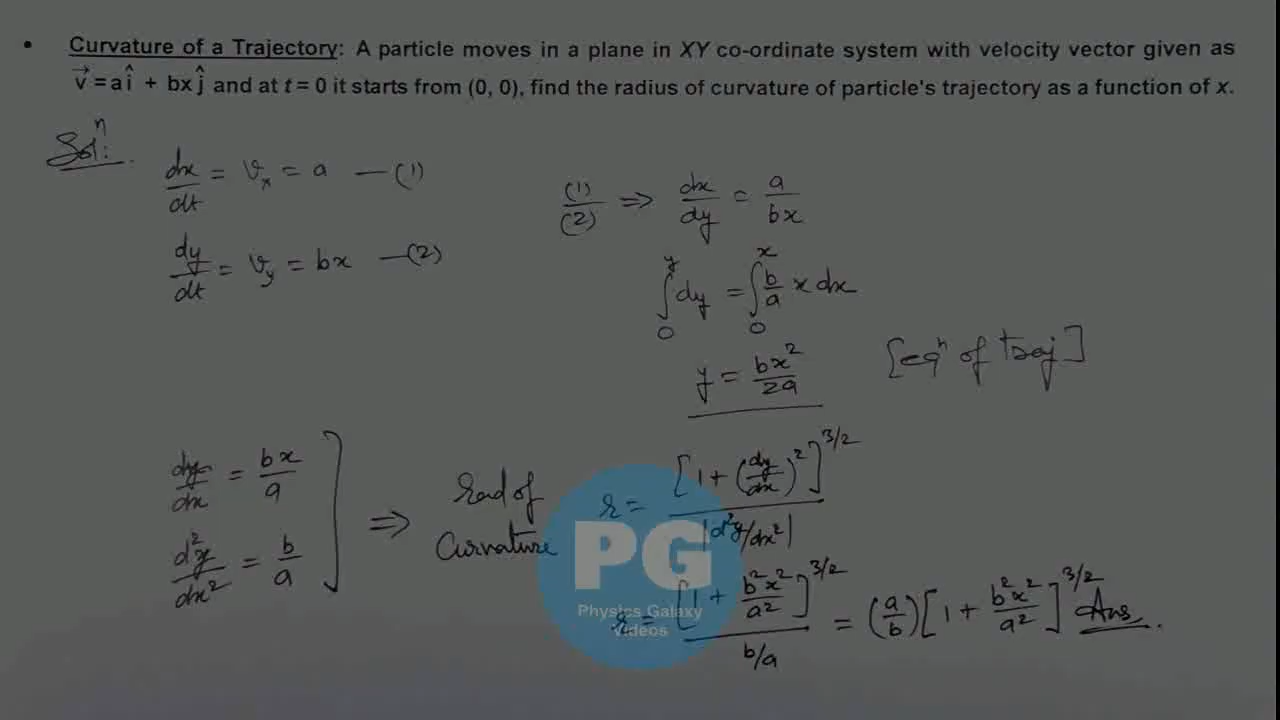 • Curvature of a Trajectory: A particle moves in a plane in XY co-ordinate system with velocity vector given as
v⃗ = a î + bx ĵ and at t = 0 it starts from (0, 0), find the radius of curvature of particle's trajectory as a function of x.
Solⁿ:
dx/dt = vₓ = a —(1)
dy/dt = v_y = bx —(2)
(1)/(2) ⇒ dx/dy = a/bx
∫₀^y dy = ∫₀^x b/a x dx
y = bx²/2a [eqⁿ of traj]
dy/dx = bx/a
d²y/dx² = b/a
⇒ Rad of Curvature r = [1 + (dy/dx)²]^3/2 / |d²y/dx²|
r = [1 + b²x²/a²]^3/2 / b/a = (a/b)[1 + b²x²/a²]^3/2 Ans.
PG
Physics Galaxy
Videos